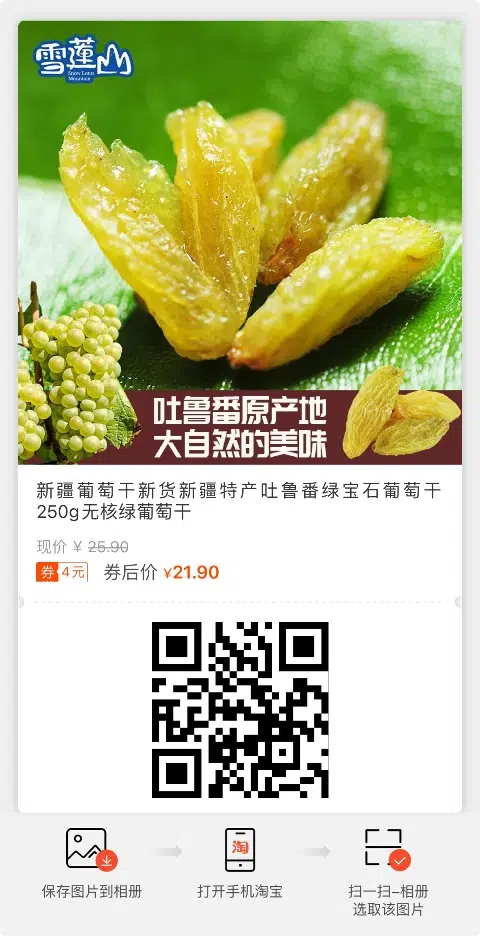 雪蓮山
Snow Lotus
Mountain
吐鲁番原产地
大自然的美味
新疆葡萄干新货新疆特产吐鲁番绿宝石葡萄干
250g无核绿葡萄干
现价 ¥ 25.90
券 4元 券后价 ¥21.90
淘
保存图片到相册
打开手机淘宝
扫一扫-相册
选取该图片